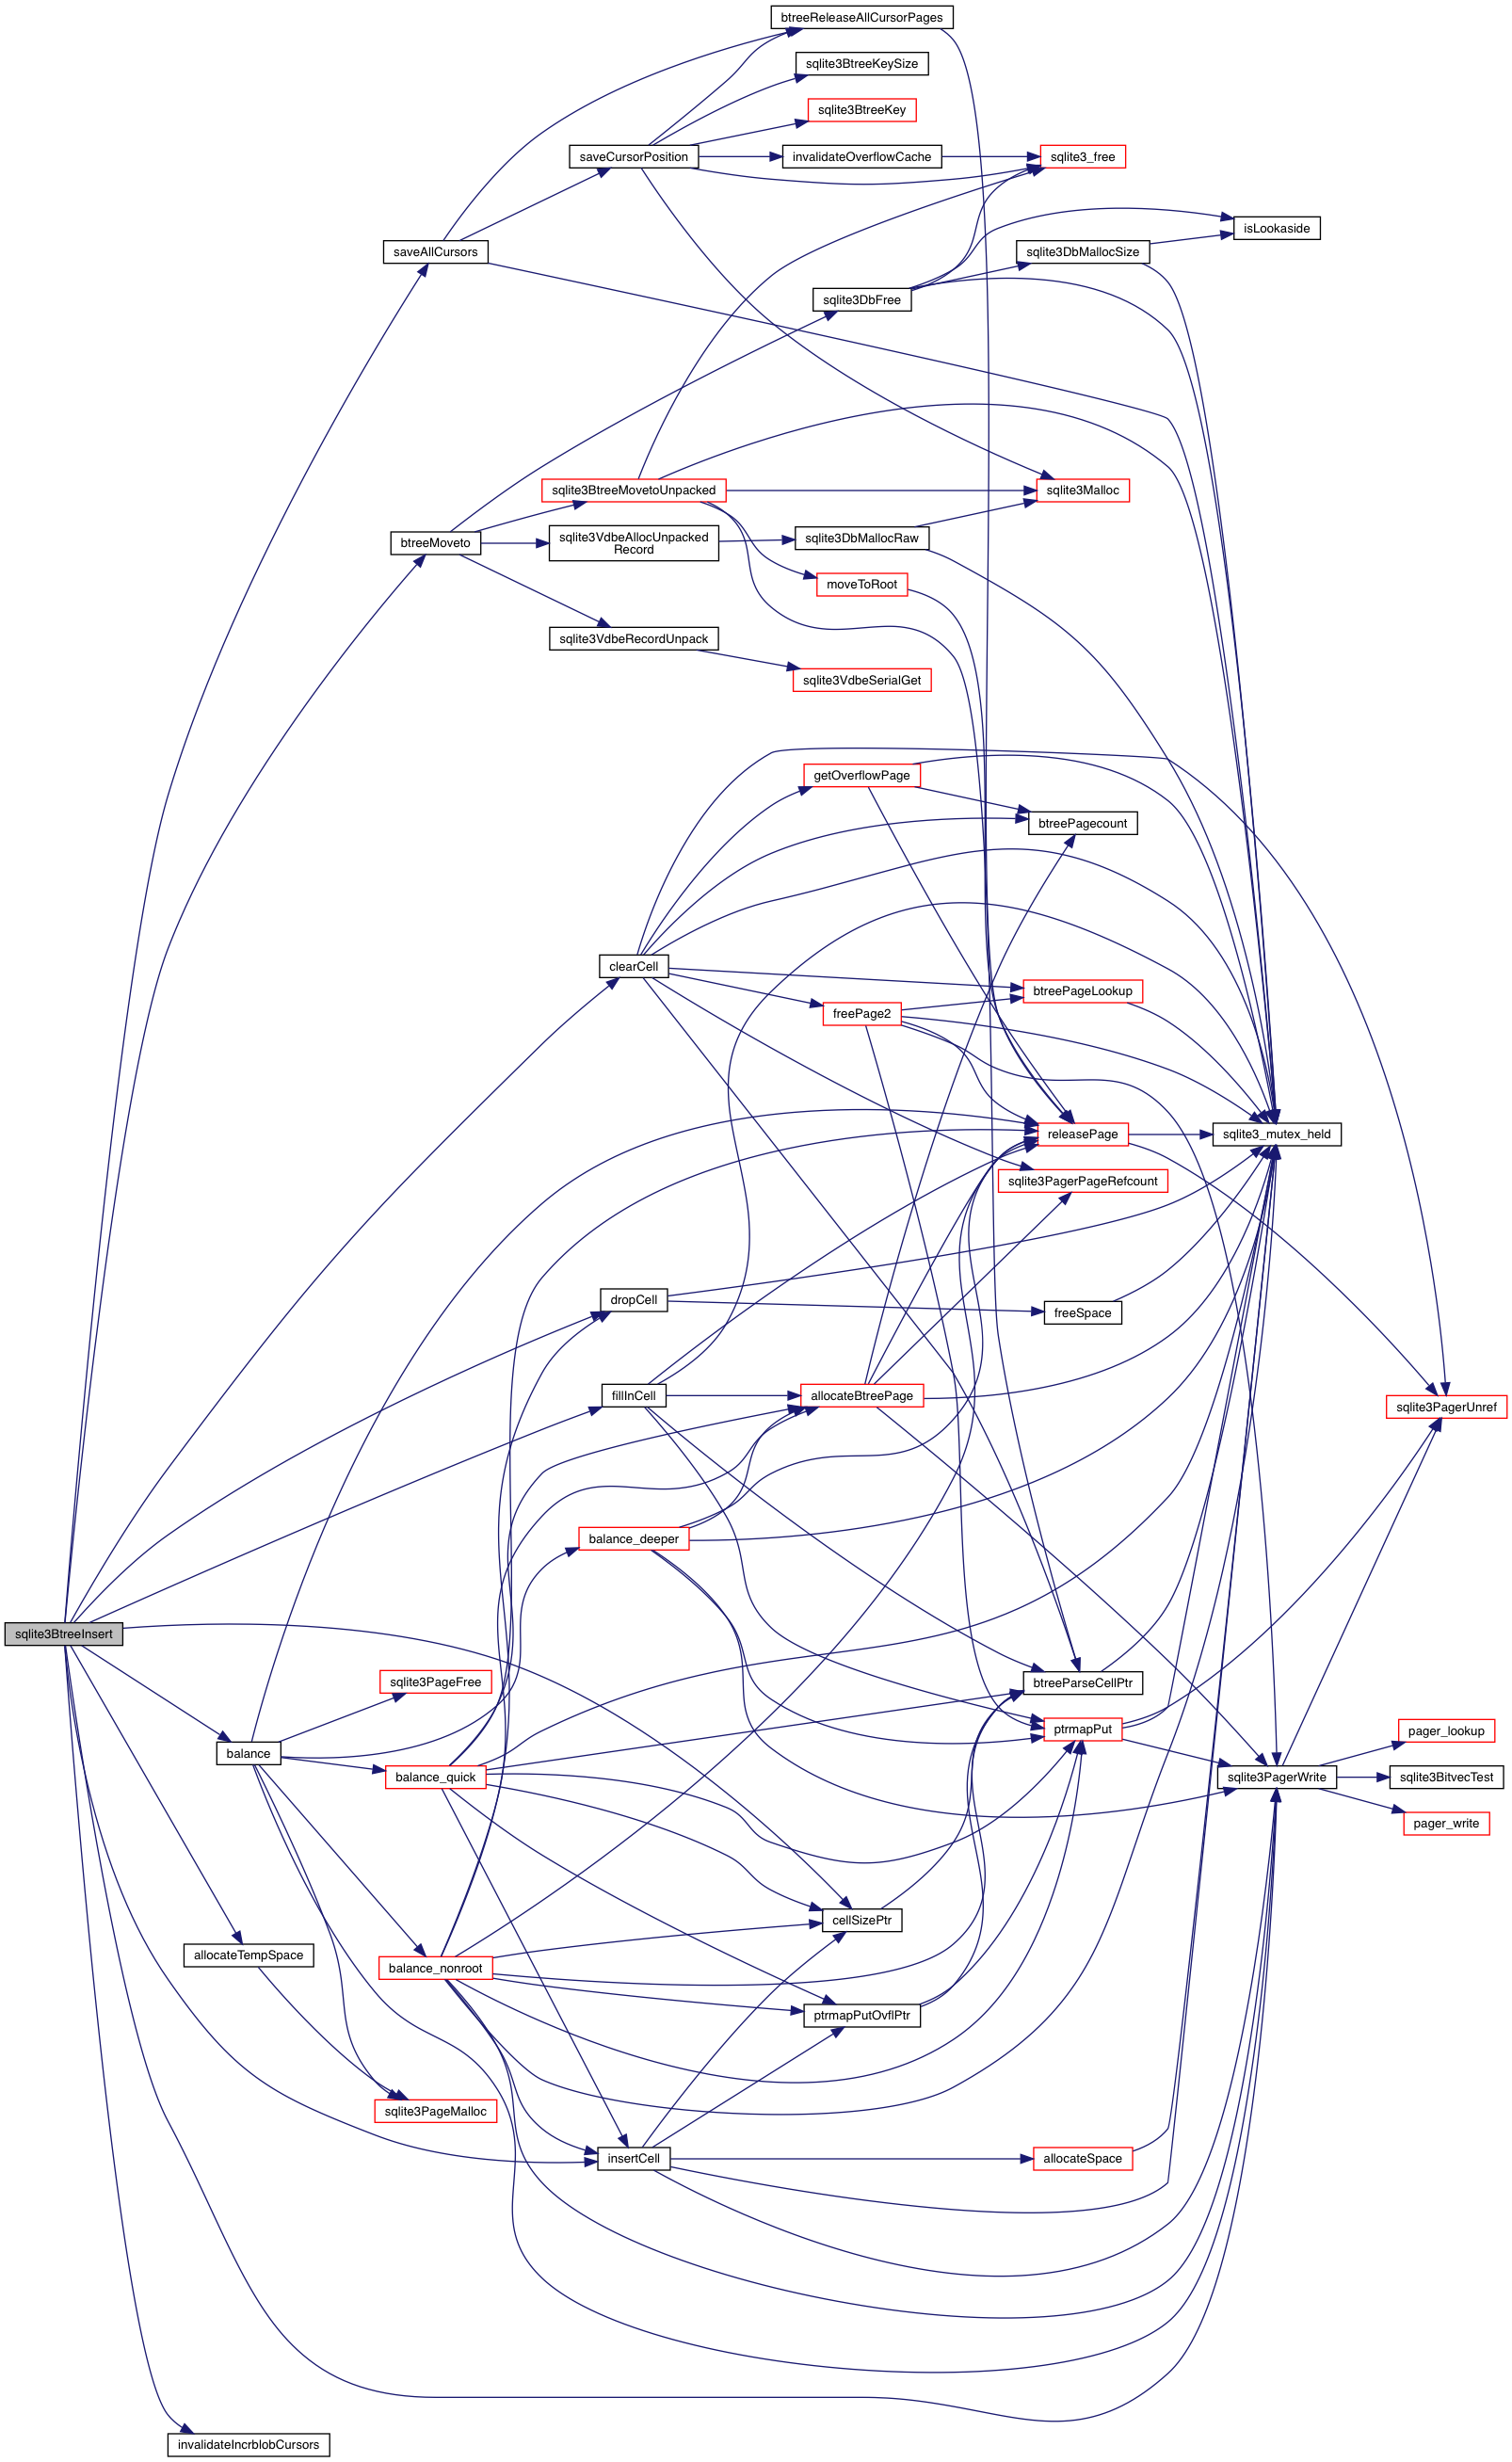 btreeReleaseAllCursorPages
sqlite3BtreeKeySize
sqlite3BtreeKey
saveCursorPosition
invalidateOverflowCache
sqlite3_free
isLookaside
saveAllCursors
sqlite3DbMallocSize
sqlite3DbFree
sqlite3BtreeMovetoUnpacked
sqlite3Malloc
btreeMoveto
sqlite3VdbeAllocUnpacked
Record
sqlite3DbMallocRaw
moveToRoot
sqlite3VdbeRecordUnpack
sqlite3VdbeSerialGet
getOverflowPage
btreePagecount
clearCell
btreePageLookup
freePage2
releasePage
sqlite3_mutex_held
sqlite3PagerPageRefcount
dropCell
freeSpace
fillInCell
allocateBtreePage
sqlite3PagerUnref
balance_deeper
sqlite3BtreeInsert
sqlite3PageFree
btreeParseCellPtr
ptrmapPut
pager_lookup
balance
balance_quick
sqlite3PagerWrite
sqlite3BitvecTest
pager_write
cellSizePtr
allocateTempSpace
balance_nonroot
ptrmapPutOvflPtr
sqlite3PageMalloc
insertCell
allocateSpace
invalidateIncrblobCursors